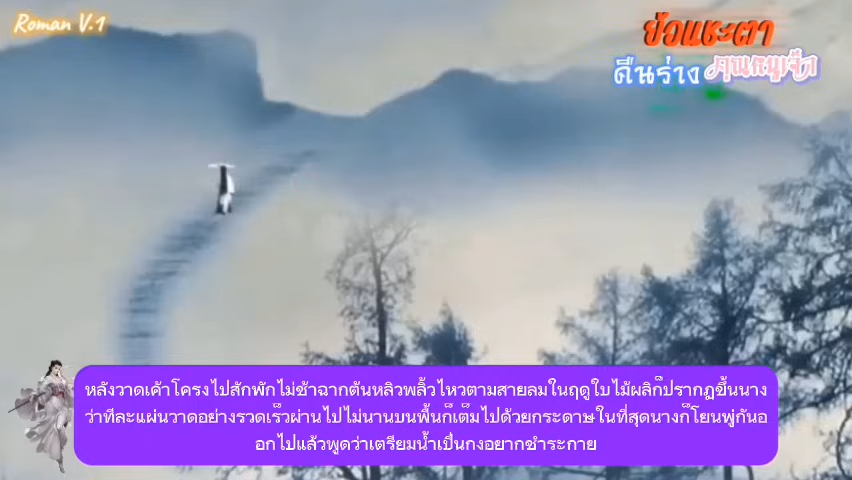 Roman V.1
ย้อนชะตา
คืนร่าง
หลังวาดเค้าโครงไปสักพักไม่ช้าฉากต้นหลิวพลิ้วไหวตามสายลมในฤดูใบไม้ผลิก็ปรากฏขึ้นนาง
ว่าทีละแผ่นวาดอย่างรวดเร็วผ่านไปไม่นานบนพื้นก็เต็มไปด้วยกระดาษในที่สุดนางก็โยนพู่กันอ
อกไปแล้วพูดว่าเตรียมน้ำเปิ่นกงอยากชำระกาย